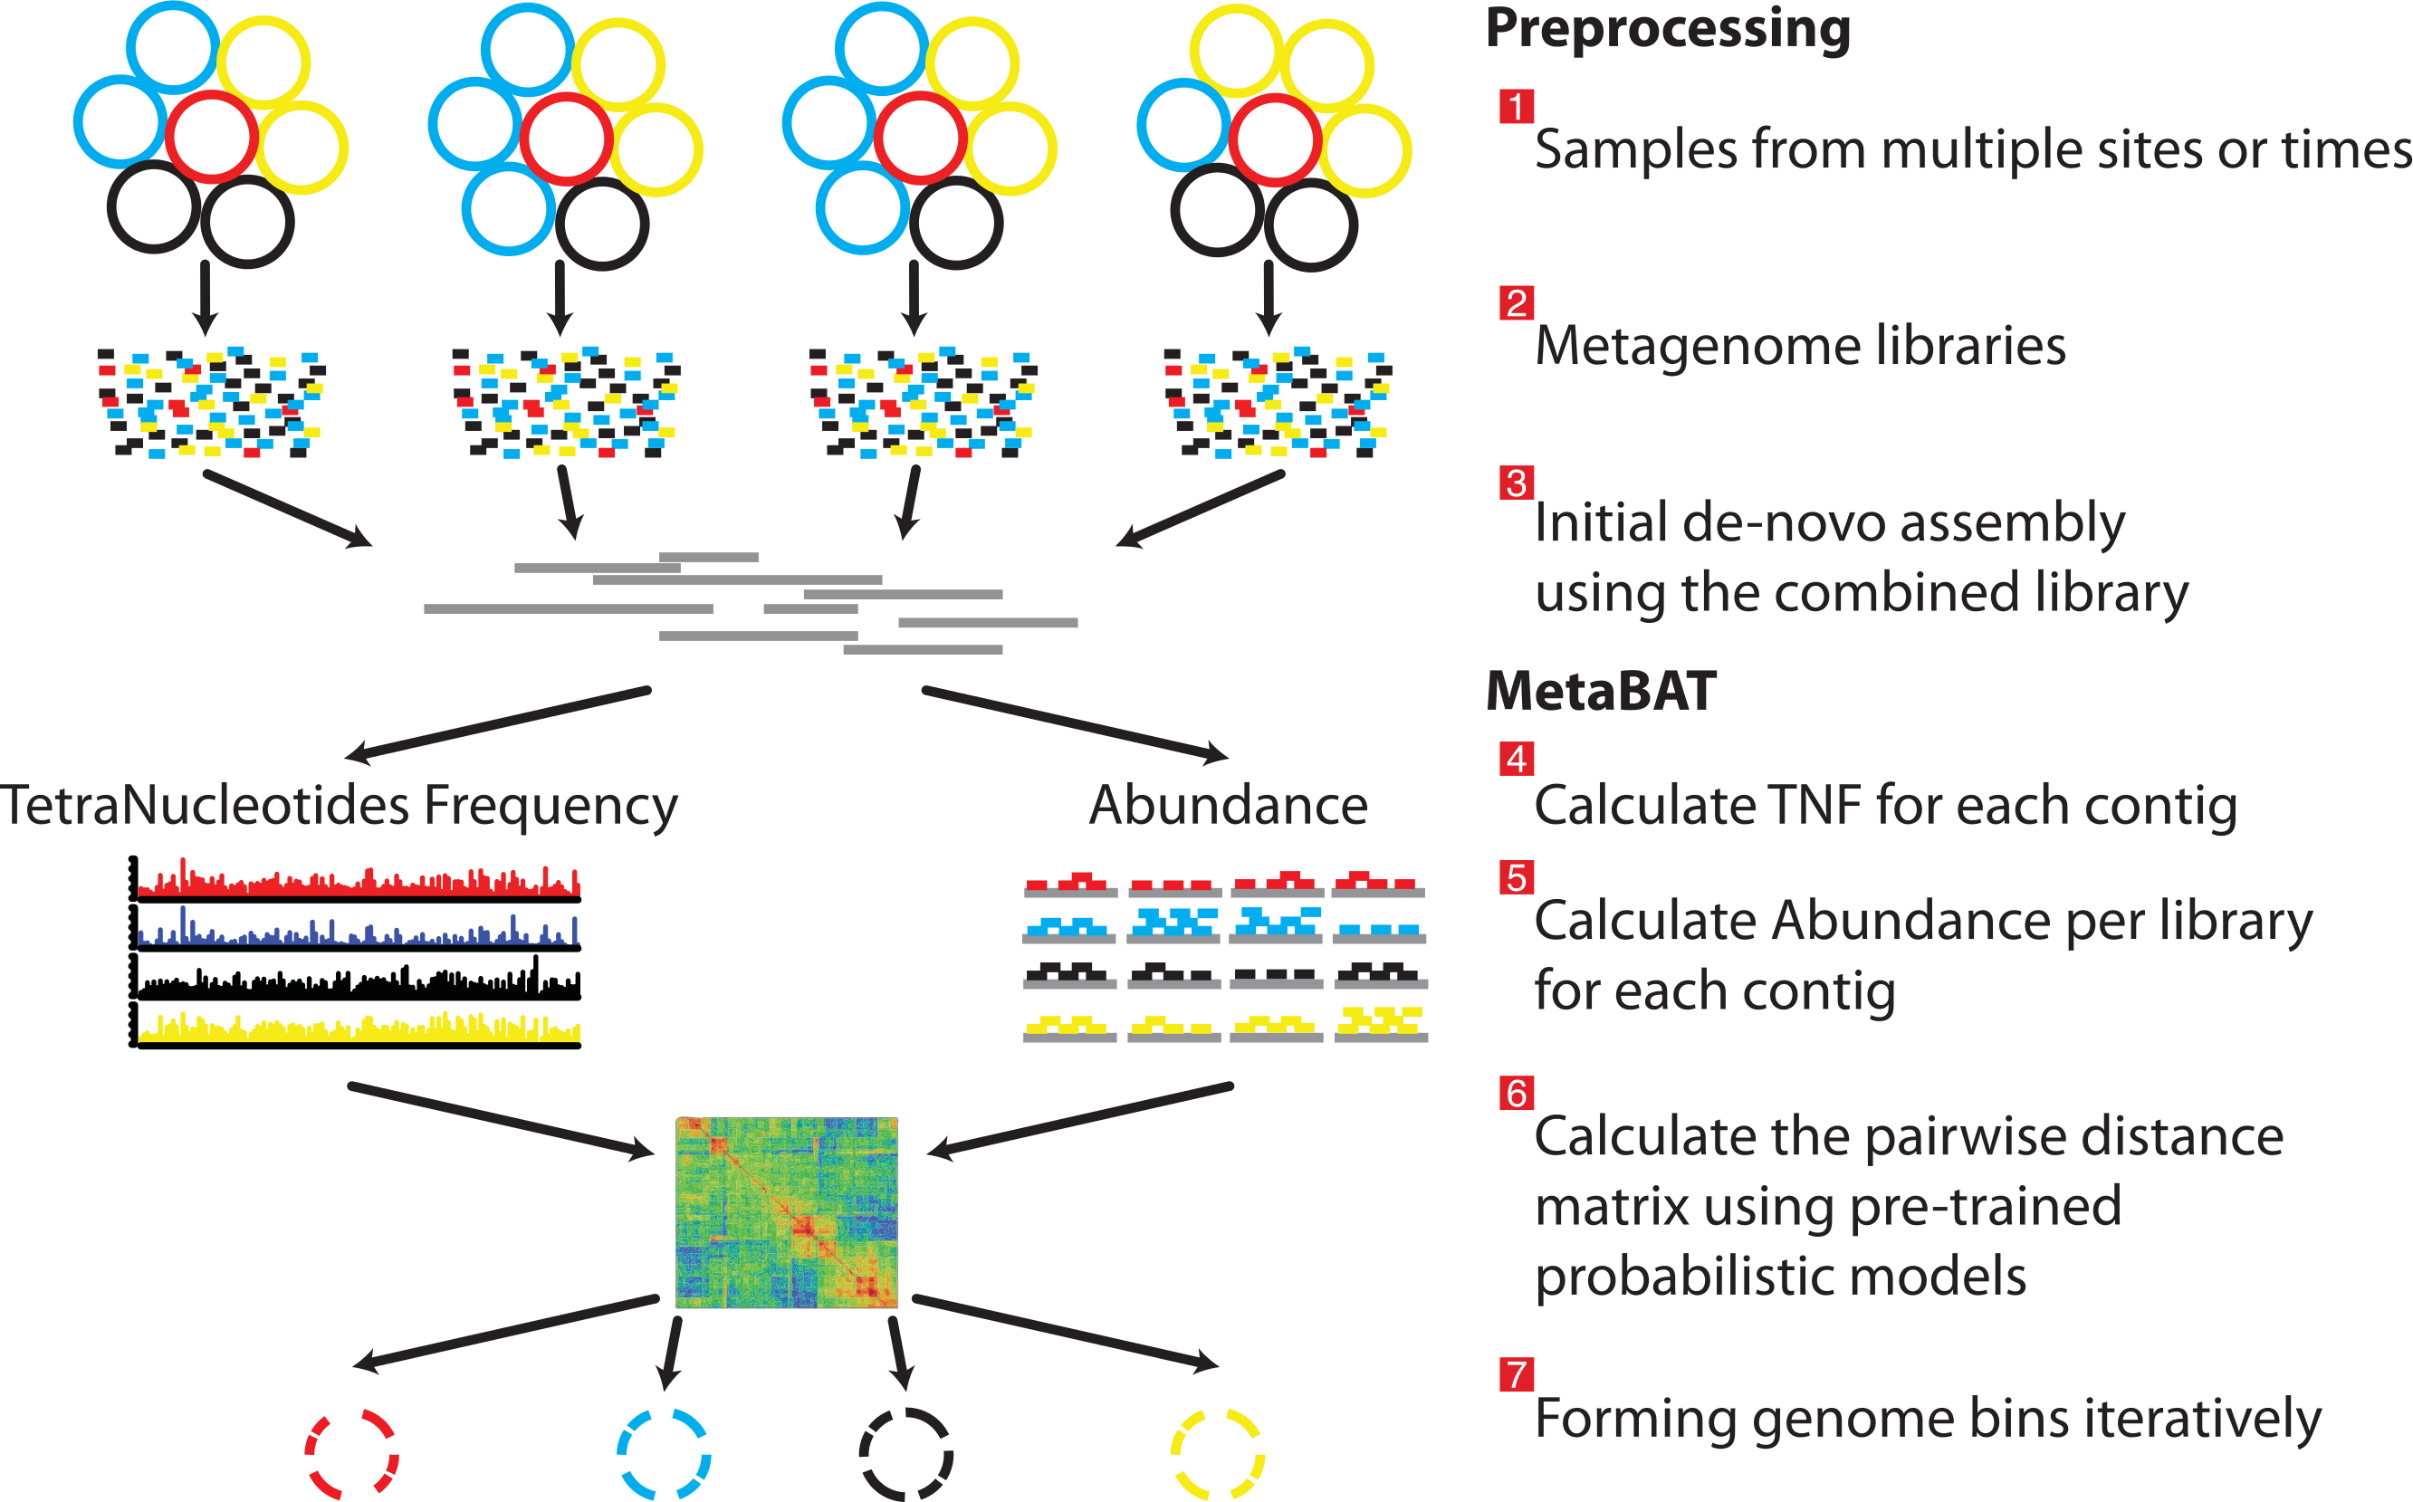 Preprocessing
1
Samples from multiple sites or times
2
Metagenome libraries
3
Initial de-novo assembly
using the combined library
MetaBAT
TetraNucleotides Frequency
Abundance
4
Calculate TNF for each contig
5
Calculate Abundance per library
for each contig
6
Calculate the pairwise distance
matrix using pre-trained
probabilistic models
7
Forming genome bins iteratively